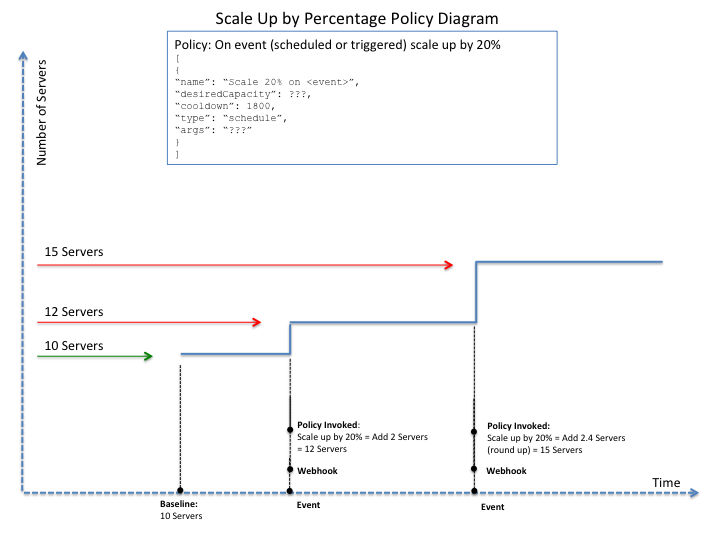 Scale Up by Percentage Policy Diagram
Policy: On event (scheduled or triggered) scale up by 20%
[
{
“name”: “Scale 20% on <event>”,
“desiredCapacity”: ???,
“cooldown”: 1800,
“type”: “schedule”,
“args”: “???”
}
]
Number of Servers
15 Servers
12 Servers
10 Servers
Policy Invoked:
Scale up by 20% = Add 2 Servers
= 12 Servers
Webhook
Policy Invoked:
Scale up by 20% = Add 2.4 Servers
(round up) = 15 Servers
Webhook
Time
Baseline:
10 Servers
Event
Event